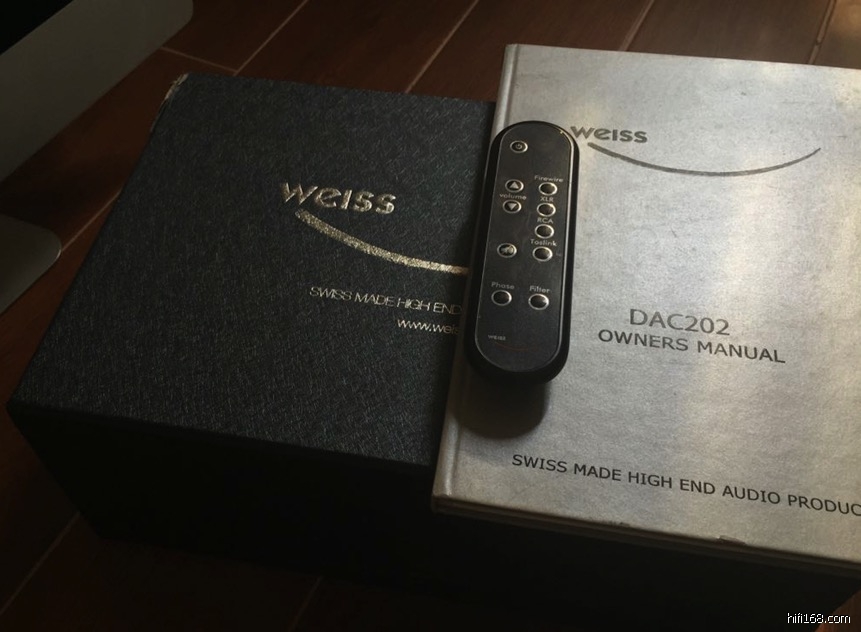 weiss
SWISS MADE HIGH END
www.weis
Firewire
volume
XLR
RCA
Toslink
Phase
Filter
weiss
weiss
DAC202
OWNERS MANUAL
SWISS MADE HIGH END AUDIO PRODUC
hifi168.com